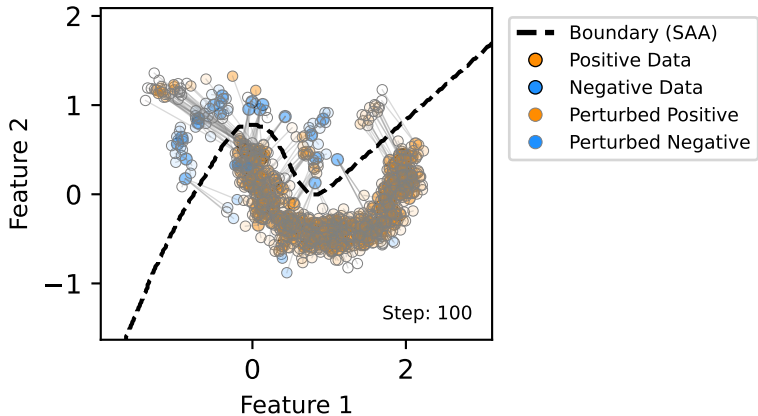 2
1
0
−1
Feature 2
0
2
Feature 1
Step: 100
Boundary (SAA)
Positive Data
Negative Data
Perturbed Positive
Perturbed Negative